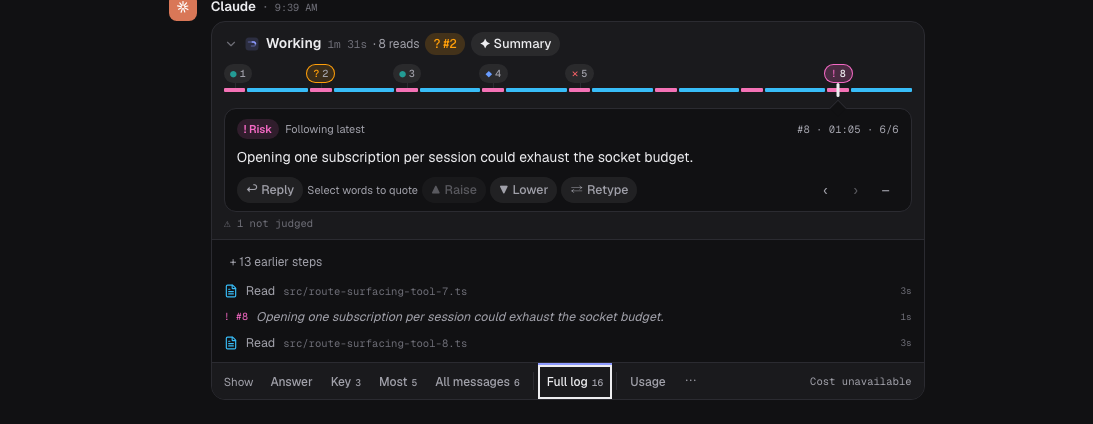 Claude · 9:39 AM
Working 1m 31s · 8 reads ? #2 ✦ Summary
● 1 ? 2 ● 3 ◆ 4 × 5 ! 8
! Risk Following latest #8 · 01:05 · 6/6
Opening one subscription per session could exhaust the socket budget.
↩ Reply Select words to quote ▲ Raise ▼ Lower ⇄ Retype ‹ › –
⚠ 1 not judged
+ 13 earlier steps
Read src/route-surfacing-tool-7.ts 3s
! #8 Opening one subscription per session could exhaust the socket budget. 1s
Read src/route-surfacing-tool-8.ts 3s
Show Answer Key 3 Most 5 All messages 6 Full log 16 Usage ··· Cost unavailable